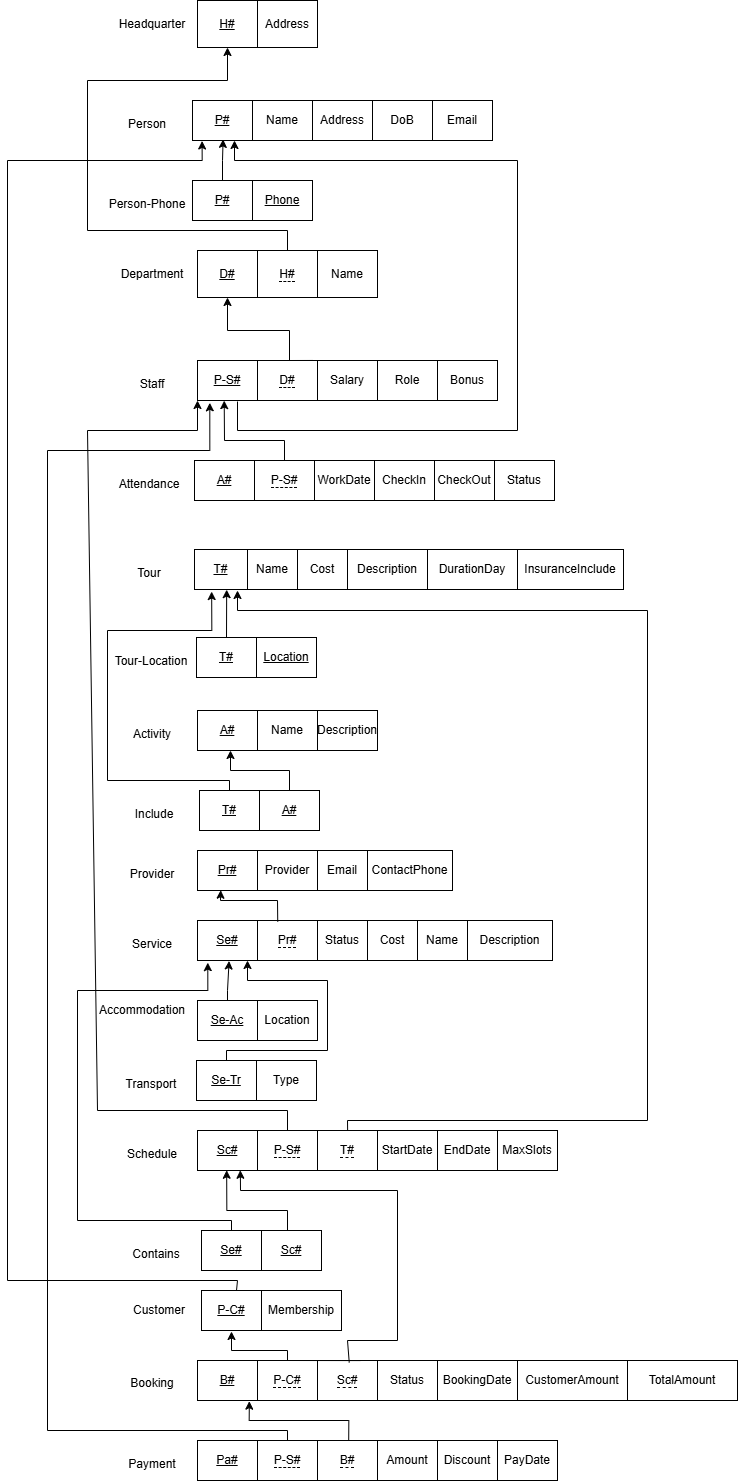 Headquarter H# Address
Person P# Name Address DoB Email
Person-Phone P# Phone
Department D# H# Name
Staff P-S# D# Salary Role Bonus
Attendance A# P-S# WorkDate CheckIn CheckOut Status
Tour T# Name Cost Description DurationDay InsuranceInclude
Tour-Location T# Location
Activity A# Name Description
Include T# A#
Provider Pr# Provider Email ContactPhone
Service Se# Pr# Status Cost Name Description
Accommodation Se-Ac Location
Transport Se-Tr Type
Schedule Sc# P-S# T# StartDate EndDate MaxSlots
Contains Se# Sc#
Customer P-C# Membership
Booking B# P-C# Sc# Status BookingDate CustomerAmount TotalAmount
Payment Pa# P-S# B# Amount Discount PayDate